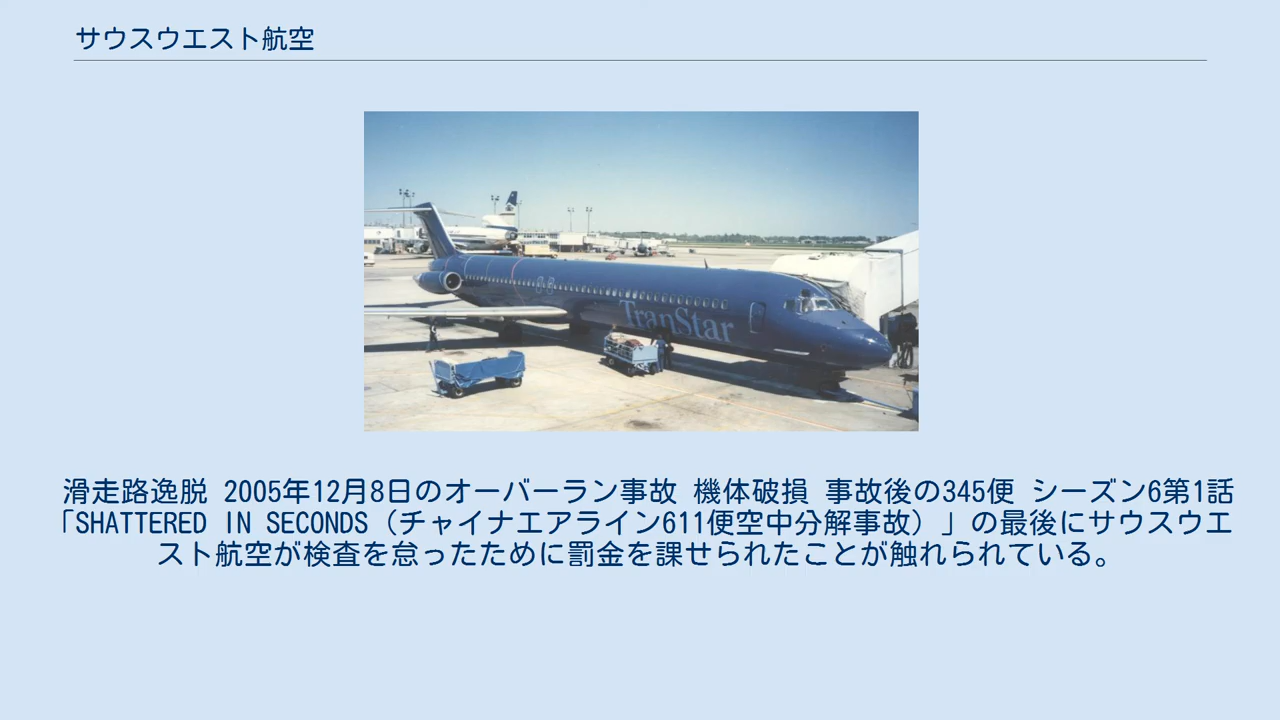 サウスウエスト航空
TranStar
滑走路逸脱 2005年12月8日のオーバーラン事故 機体破損 事故後の345便 シーズン6第1話
「SHATTERED IN SECONDS（チャイナエアライン611便空中分解事故）」の最後にサウスウエ
スト航空が検査を怠ったために罰金を課せられたことが触れられている。